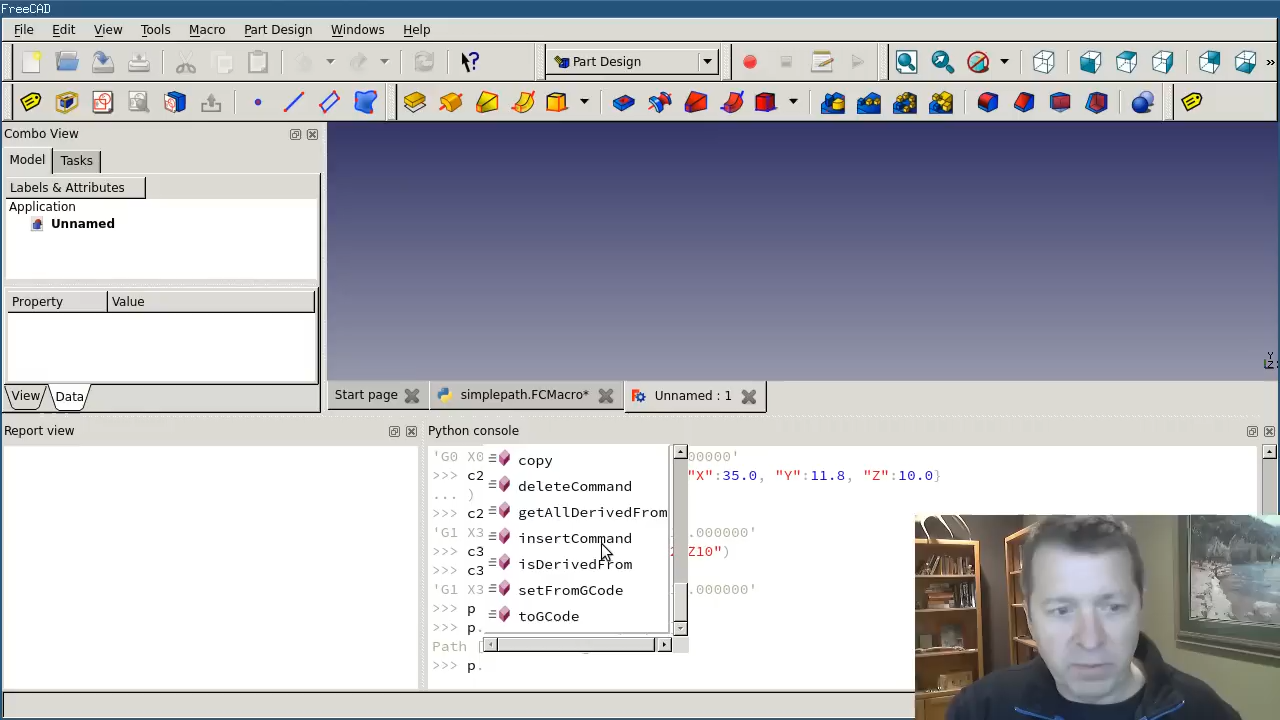 FreeCAD
File Edit View Tools Macro Part Design Windows Help
Part Design
Combo View
Model Tasks
Labels & Attributes
Application
Unnamed
Property Value
View Data
Start page simplepath.FCMacro* Unnamed : 1
Report view
Python console
'G0 X0 00000'
>>> c2 "X":35.0, "Y":11.8, "Z":10.0}
... )
>>> c2
'G1 X3 .000000'
>>> c3 Z10")
>>> c3
'G1 X3 .000000'
>>> p
>>> p.
Path [
>>> p.
copy
deleteCommand
getAllDerivedFrom
insertCommand
isDerivedFrom
setFromGCode
toGCode